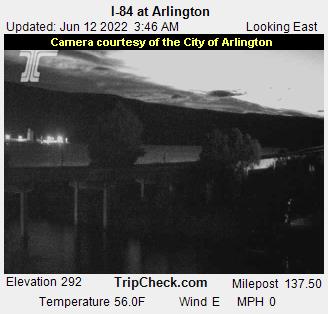 I-84 at Arlington
Updated: Jun 12 2022 3:46 AM Looking East
Camera courtesy of the City of Arlington
Elevation 292 TripCheck.com Milepost 137.50
Temperature 56.0F Wind E MPH 0